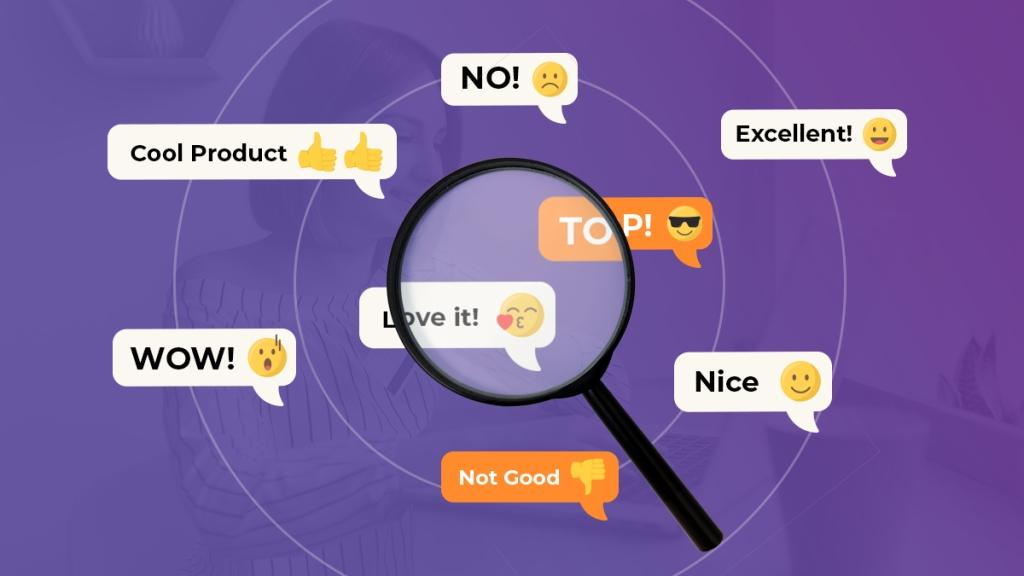 NO!
Excellent!
Cool Product
TOP!
Love it!
WOW!
Nice
Not Good